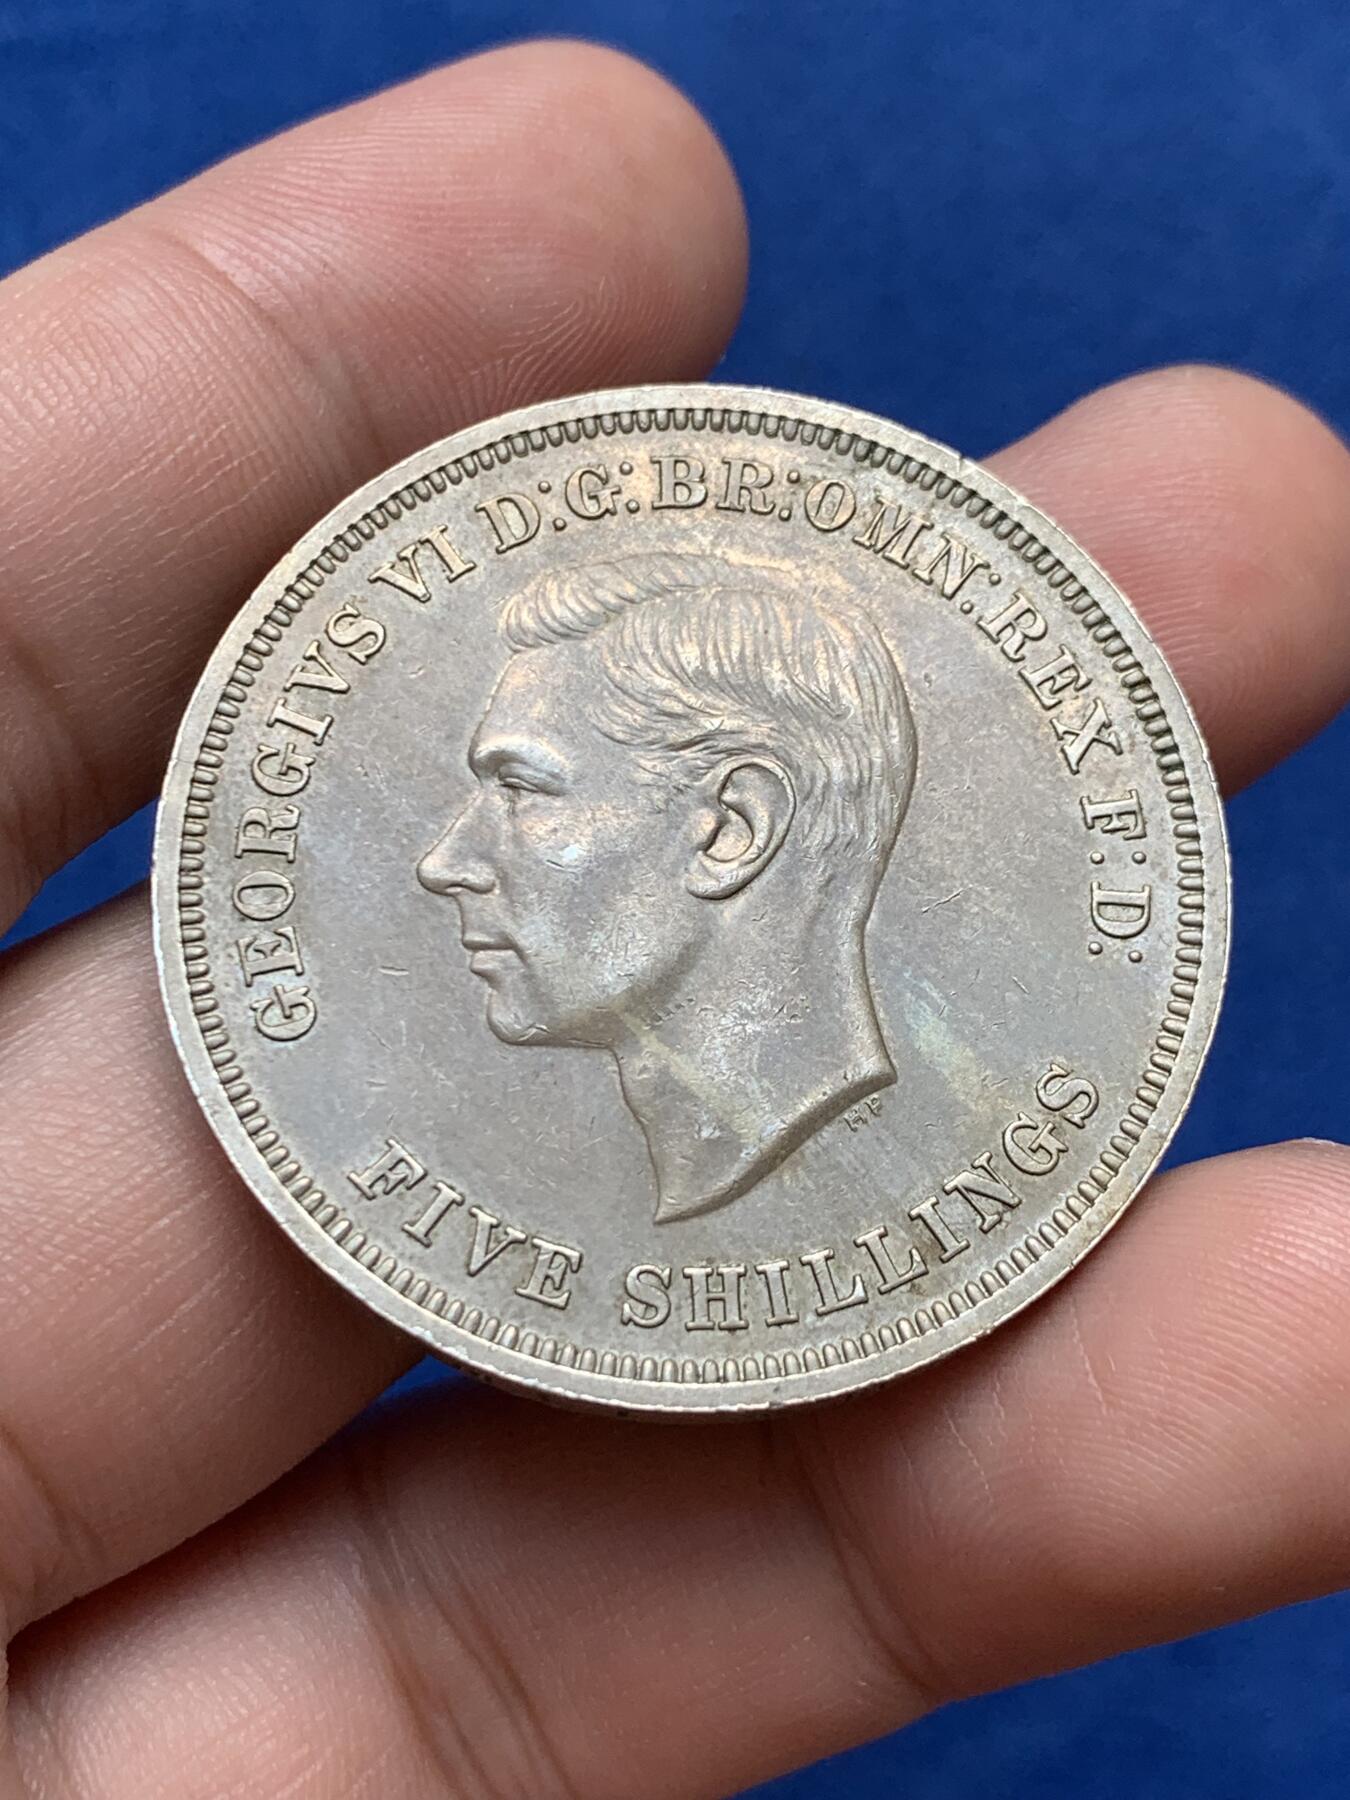 GEORGIVS VI D:G:BR:OMN:REX F:D:
HP
FIVE SHILLINGS